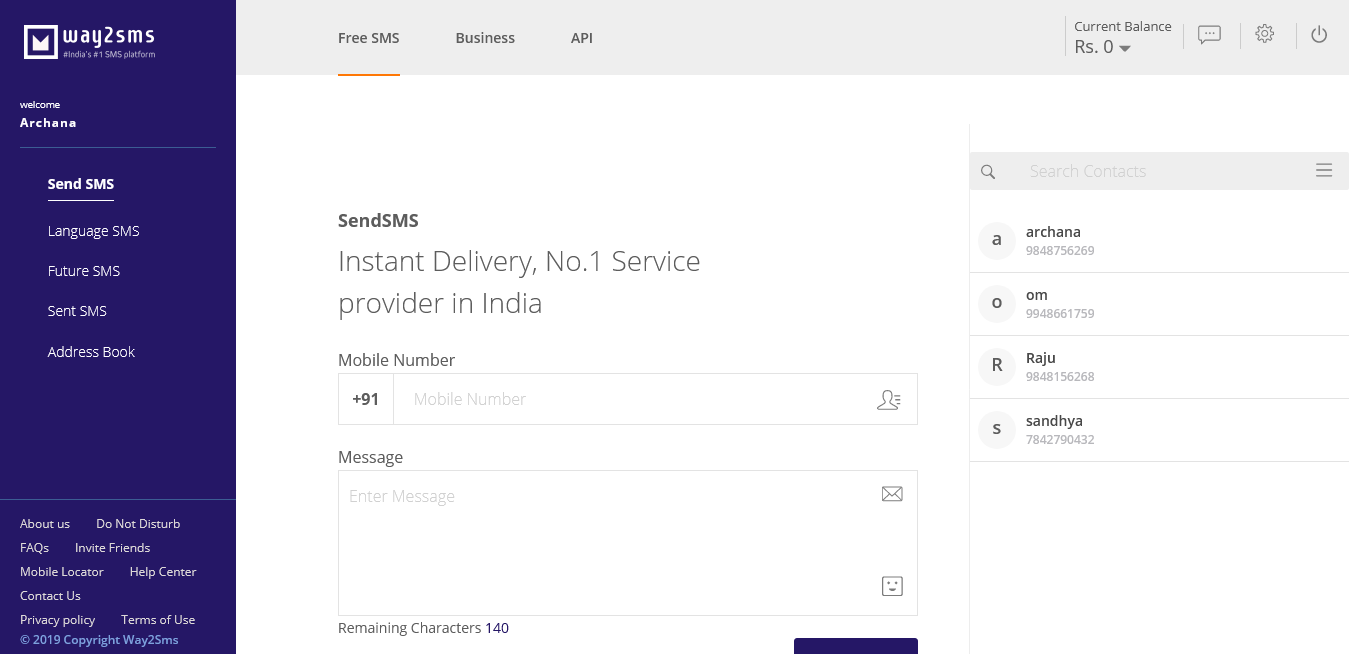 way2sms
#India's #1 SMS platform
welcome
Archana
Send SMS
Language SMS
Future SMS
Sent SMS
Address Book
About us Do Not Disturb
FAQs Invite Friends
Mobile Locator Help Center
Contact Us
Privacy policy Terms of Use
© 2019 Copyright Way2Sms
Free SMS Business API
Current Balance
Rs. 0
SendSMS
Instant Delivery, No.1 Service
provider in India
Mobile Number
+91 Mobile Number
Message
Enter Message
Remaining Characters 140
Search Contacts
a archana
9848756269
o om
9948661759
R Raju
9848156268
s sandhya
7842790432